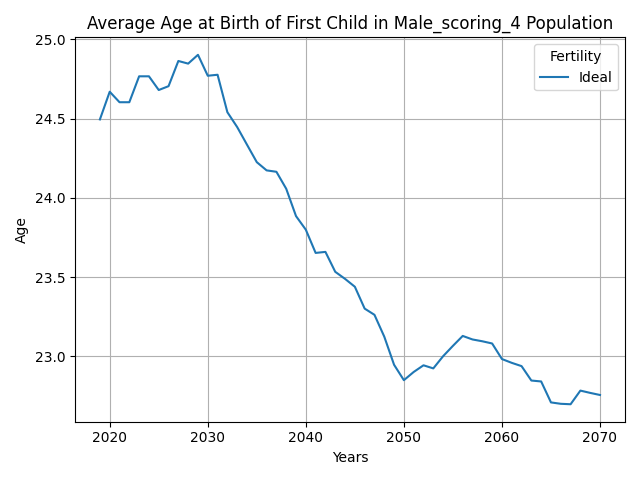 Average Age at Birth of First Child in Male_scoring_4 Population
25.0
24.5
24.0
23.5
23.0
Age
Fertility
Ideal
2020 2030 2040 2050 2060 2070
Years